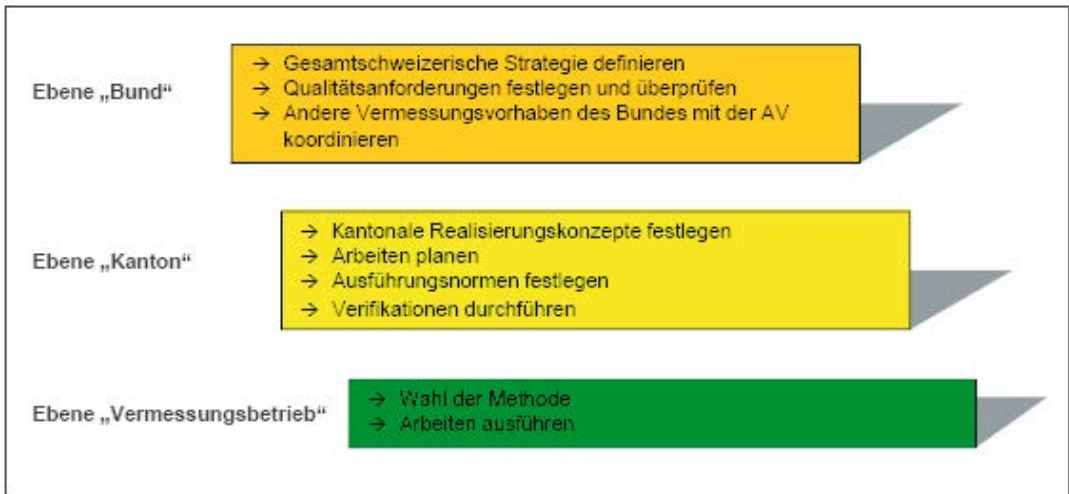 Ebene „Bund“
→ Gesamtschweizerische Strategie definieren
→ Qualitätsanforderungen festlegen und überprüfen
→ Andere Vermessungsvorhaben des Bundes mit der AV
koordinieren
Ebene „Kanton“
→ Kantonale Realisierungskonzepte festlegen
→ Arbeiten planen
→ Ausführungsnormen festlegen
→ Verifikationen durchführen
Ebene „Vermessungsbetrieb“
→ Wahl der Methode
→ Arbeiten ausführen